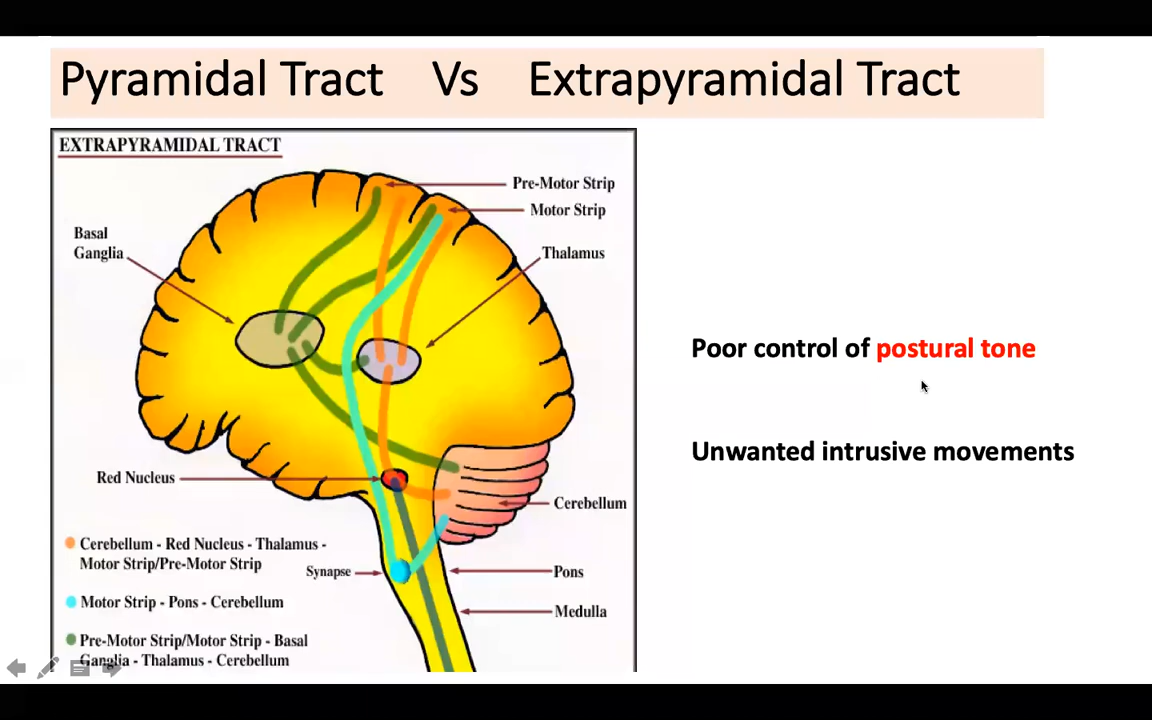 Pyramidal Tract Vs Extrapyramidal Tract
EXTRAPYRAMIDAL TRACT
Pre-Motor Strip
Motor Strip
Basal
Ganglia
Thalamus
Poor control of postural tone
Unwanted intrusive movements
Red Nucleus
Cerebellum
Cerebellum - Red Nucleus - Thalamus -
Motor Strip/Pre-Motor Strip
Synapse
Pons
Motor Strip - Pons - Cerebellum
Medulla
Pre-Motor Strip/Motor Strip - Basal
Ganglia - Thalamus - Cerebellum